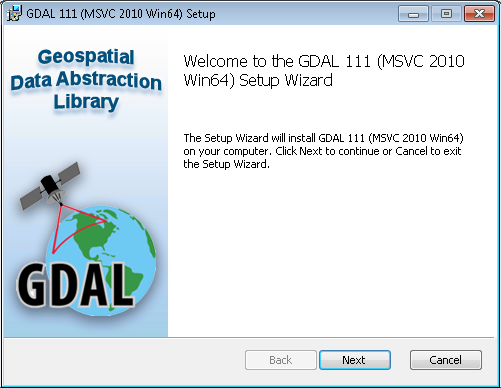 GDAL 111 (MSVC 2010 Win64) Setup
Geospatial
Data Abstraction
Library
GDAL
Welcome to the GDAL 111 (MSVC 2010
Win64) Setup Wizard
The Setup Wizard will install GDAL 111 (MSVC 2010 Win64)
on your computer. Click Next to continue or Cancel to exit
the Setup Wizard.
Back
Next
Cancel